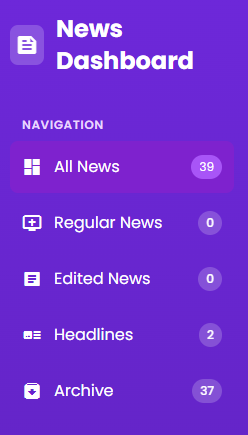 News
Dashboard
NAVIGATION
All News 39
Regular News 0
Edited News 0
Headlines 2
Archive 37